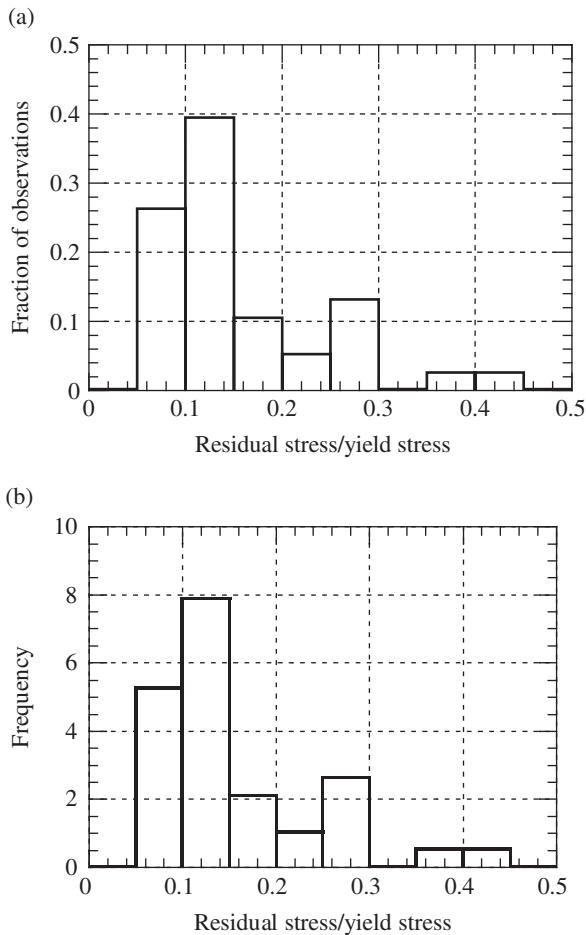 (a)
0.5
0.4
0.3
0.2
0.1
0
Fraction of observations
0 0.1 0.2 0.3 0.4 0.5
Residual stress/yield stress
(b)
10
8
6
4
2
0
Frequency
0 0.1 0.2 0.3 0.4 0.5
Residual stress/yield stress